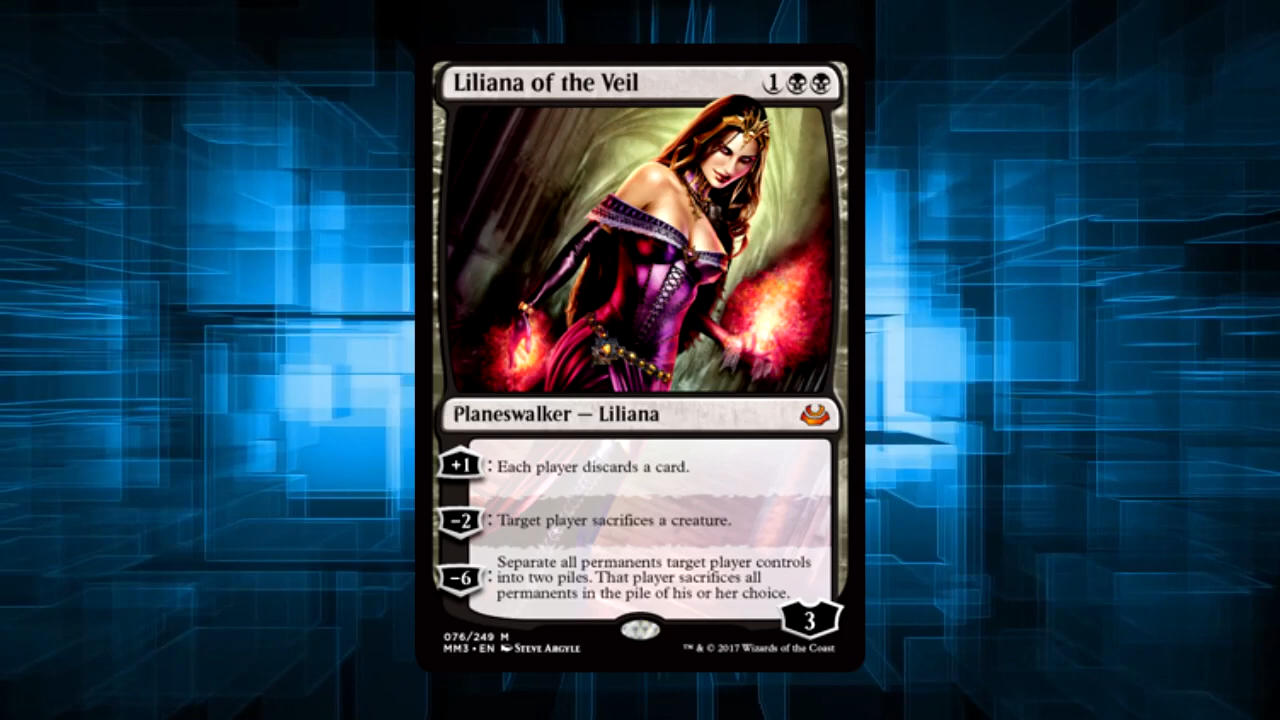 Liliana of the Veil 1
Planeswalker — Liliana
+1 : Each player discards a card.
−2 : Target player sacrifices a creature.
Separate all permanents target player controls
−6 : into two piles. That player sacrifices all
permanents in the pile of his or her choice.
3
076/249 M
MM3 • EN Steve Argyle ™ & © 2017 Wizards of the Coast